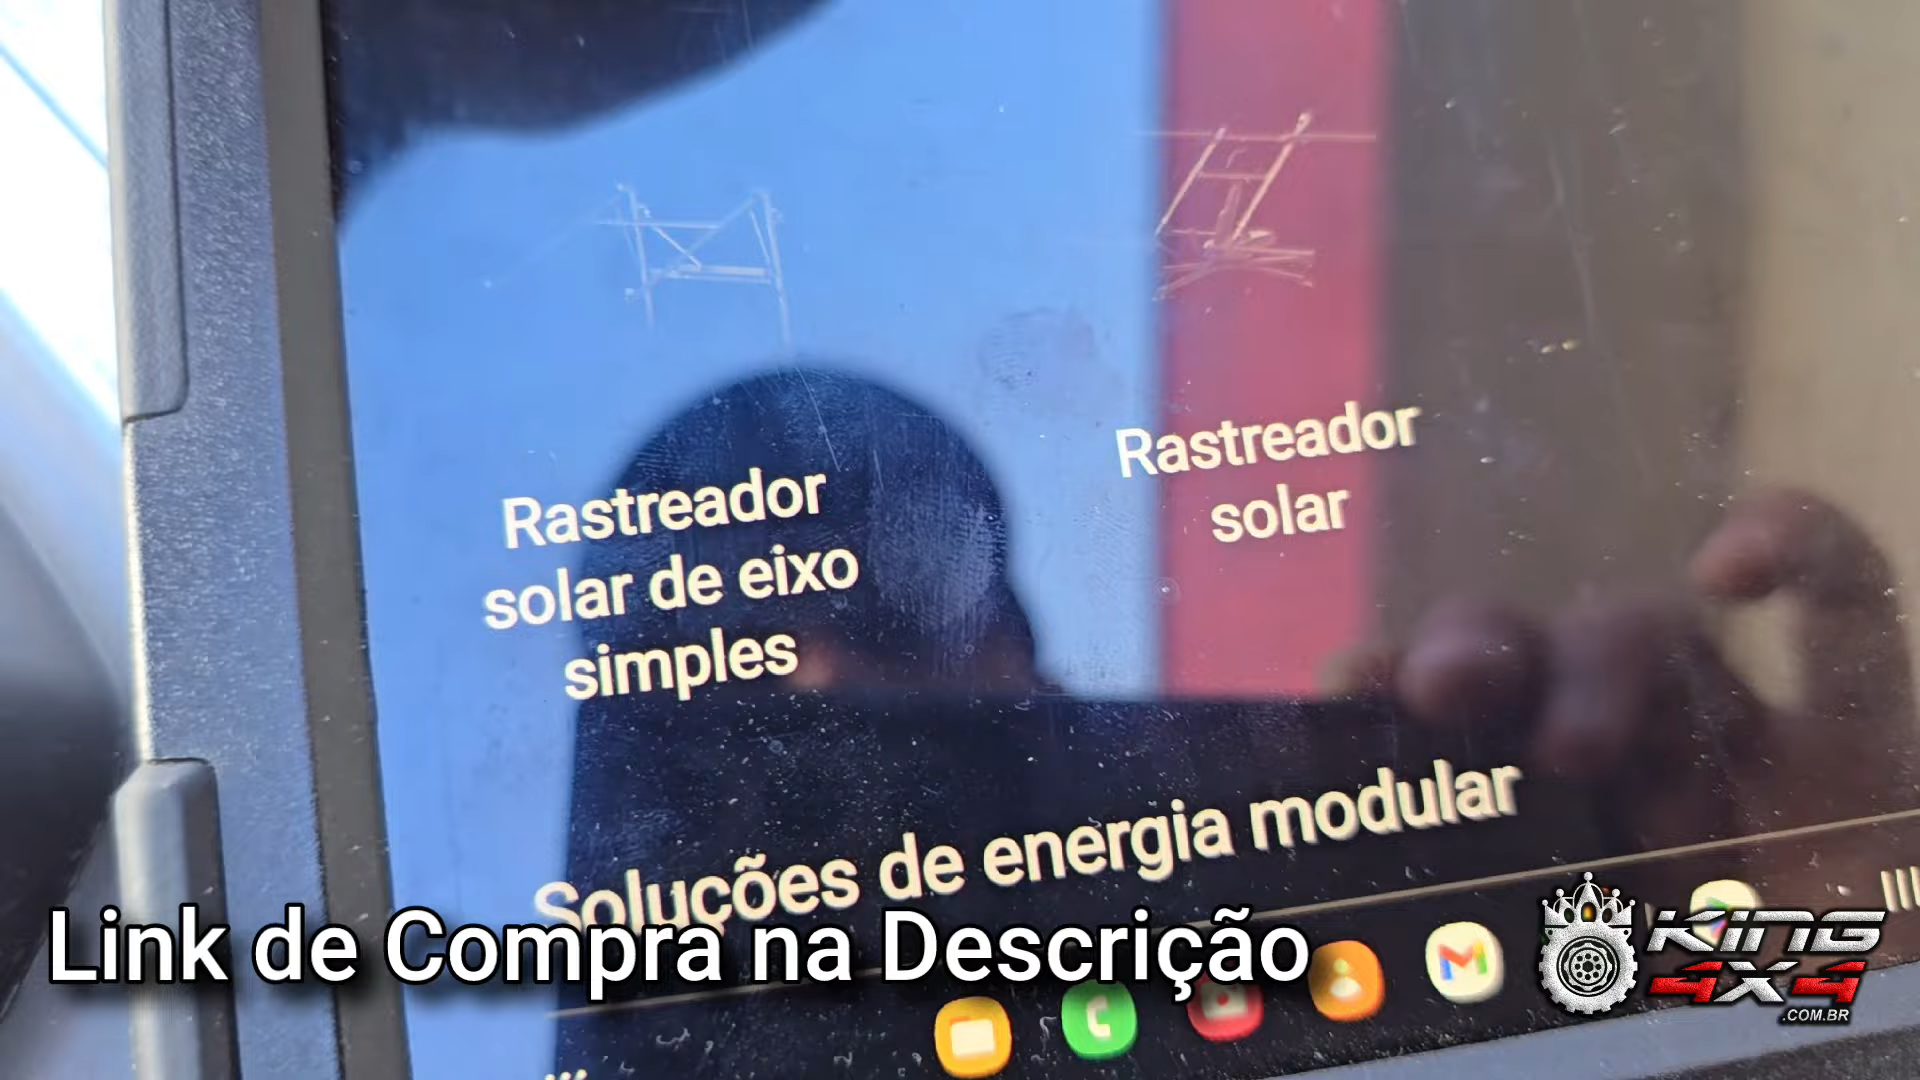 Rastreador
solar de eixo
simples
Rastreador
solar
Soluções de energia modular
Link de Compra na Descrição
KING
4X4
.COM.BR